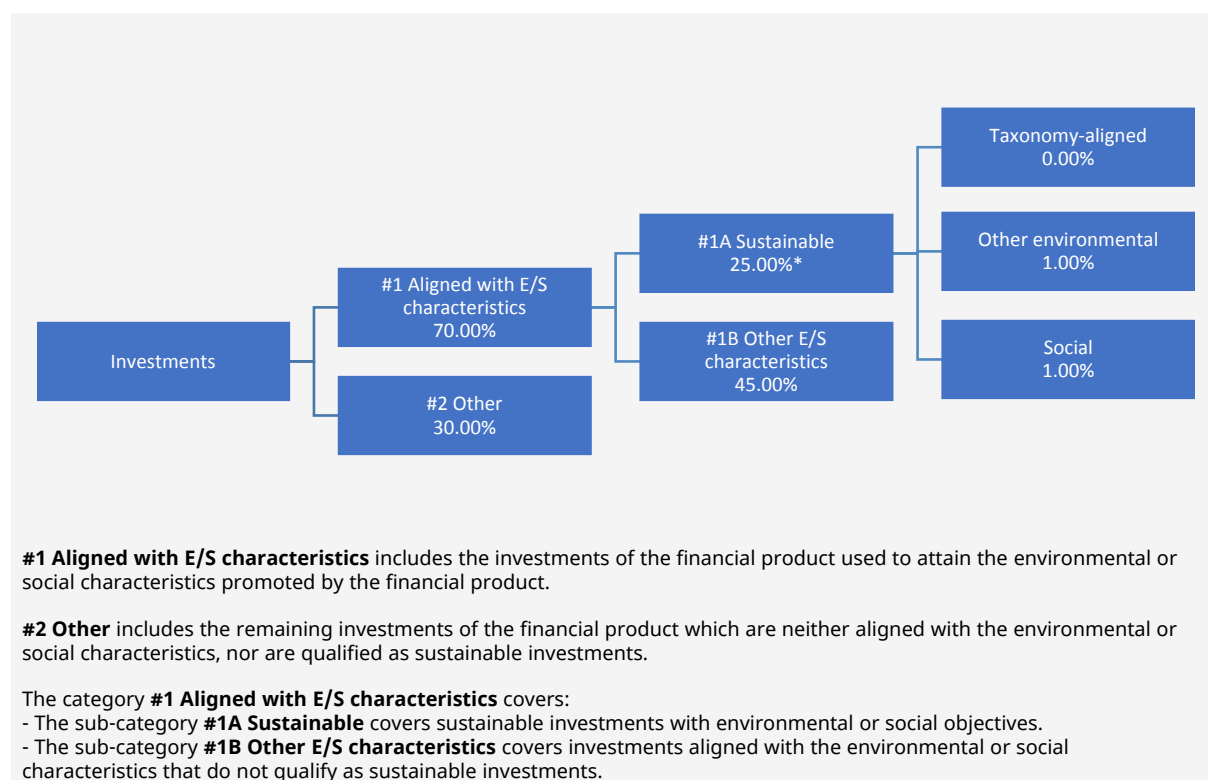 Investments
#1 Aligned with E/S
characteristics
70.00%
#2 Other
30.00%
#1A Sustainable
25.00%*
#1B Other E/S
characteristics
45.00%
Taxonomy-aligned
0.00%
Other environmental
1.00%
Social
1.00%
#1 Aligned with E/S characteristics includes the investments of the financial product used to attain the environmental or
social characteristics promoted by the financial product.
#2 Other includes the remaining investments of the financial product which are neither aligned with the environmental or
social characteristics, nor are qualified as sustainable investments.
The category #1 Aligned with E/S characteristics covers:
- The sub-category #1A Sustainable covers sustainable investments with environmental or social objectives.
- The sub-category #1B Other E/S characteristics covers investments aligned with the environmental or social
characteristics that do not qualify as sustainable investments.